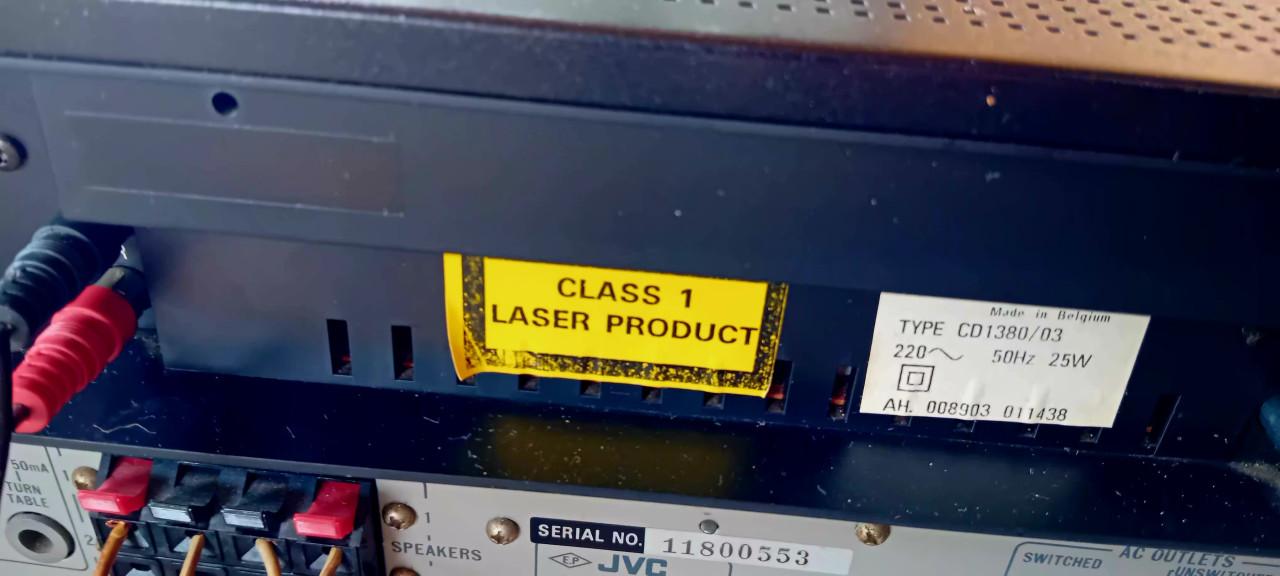 CLASS 1
LASER PRODUCT
Made in Belgium
TYPE CD1380/03
220~ 50Hz 25W
AH. 008903 011438
50mA
TURN
TABLE
1
2
1
SPEAKERS
SERIAL NO. 11800553
E.P.
JVC
AC OUTLETS
SWITCHED